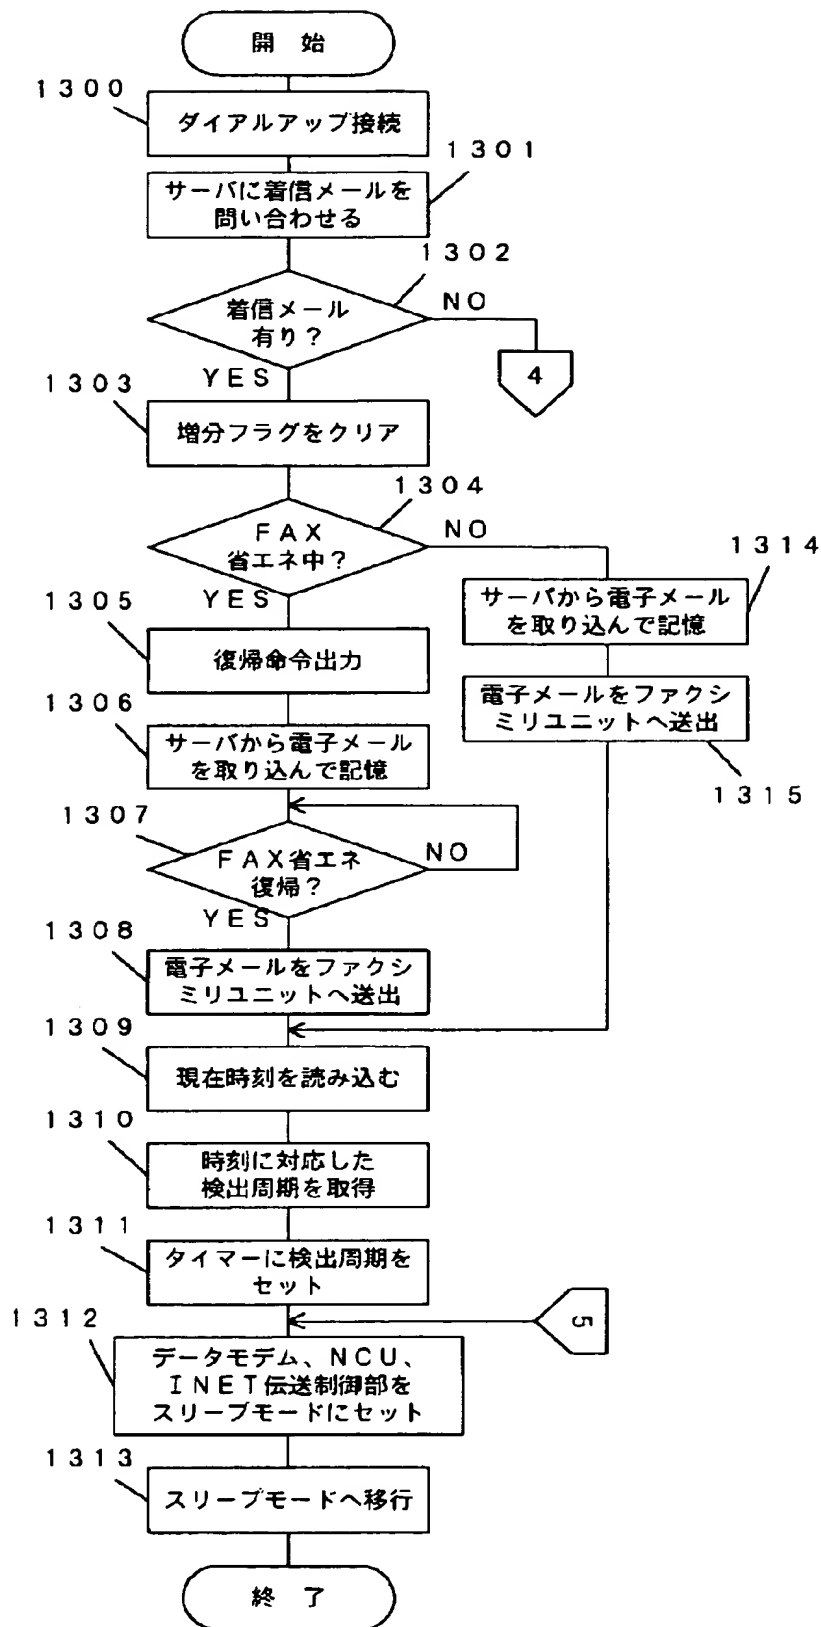 開 始
１３００
ダイアルアップ接続
１３０１
サーバに着信メールを
問い合わせる
１３０２
着信メール
有り？
ＮＯ
４
ＹＥＳ
１３０３
増分フラグをクリア
１３０４
ＦＡＸ
省エネ中？
ＮＯ
ＹＥＳ
１３０５
復帰命令出力
１３１４
サーバから電子メール
を取り込んで記憶
電子メールをファクシ
ミリユニットへ送出
１３１５
１３０６
サーバから電子メール
を取り込んで記憶
１３０７
ＦＡＸ省エネ
復帰？
ＮＯ
ＹＥＳ
１３０８
電子メールをファクシ
ミリユニットへ送出
１３０９
現在時刻を読み込む
１３１０
時刻に対応した
検出周期を取得
１３１１
タイマーに検出周期を
セット
５
１３１２
データモデム、ＮＣＵ、
ＩＮＥＴ伝送制御部を
スリープモードにセット
１３１３
スリープモードへ移行
終 了